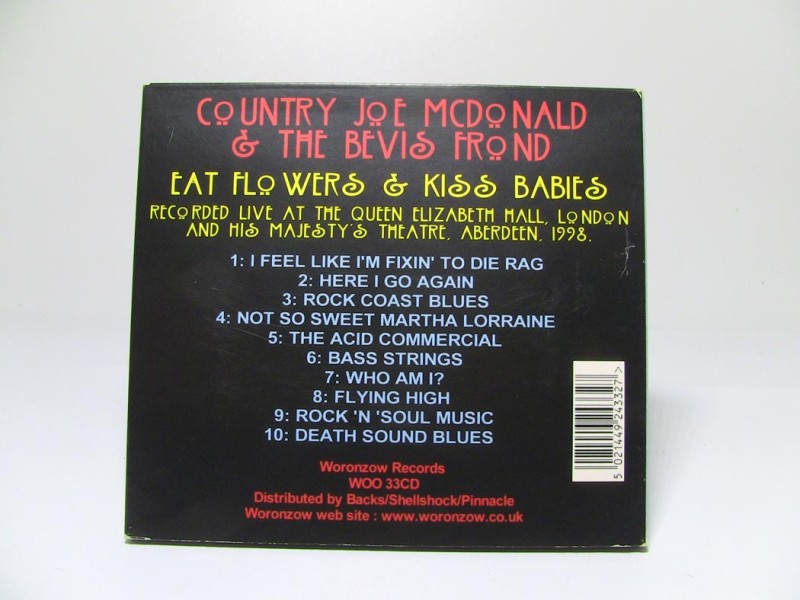 COUNTRY JOE MCDONALD
& THE BEVIS FROND
EAT FLOWERS & KISS BABIES
RECORDED LIVE AT THE QUEEN ELIZABETH HALL, LONDON
AND HIS MAJESTY'S THEATRE, ABERDEEN, 1998.
1: I FEEL LIKE I'M FIXIN' TO DIE RAG
2: HERE I GO AGAIN
3: ROCK COAST BLUES
4: NOT SO SWEET MARTHA LORRAINE
5: THE ACID COMMERCIAL
6: BASS STRINGS
7: WHO AM I?
8: FLYING HIGH
9: ROCK 'N 'SOUL MUSIC
10: DEATH SOUND BLUES
5 021449 243327 >
Woronzow Records
WOO 33CD
Distributed by Backs/Shellshock/Pinnacle
Woronzow web site : www.woronzow.co.uk